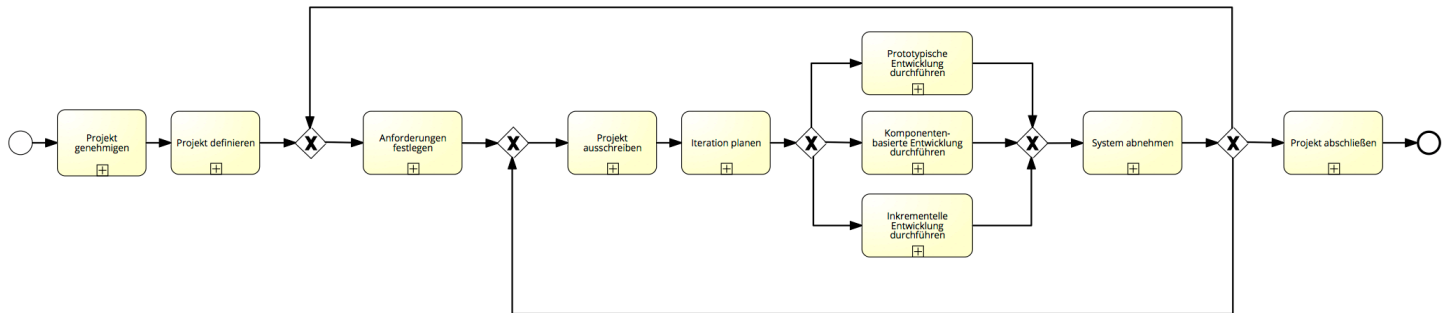 Projekt
genehmigen
Projekt definieren
Anforderungen
festlegen
Projekt
ausschreiben
Iteration planen
Prototypische
Entwicklung
durchführen
Komponenten-
basierte Entwicklung
durchführen
Inkrementelle
Entwicklung
durchführen
System abnehmen
Projekt abschließen